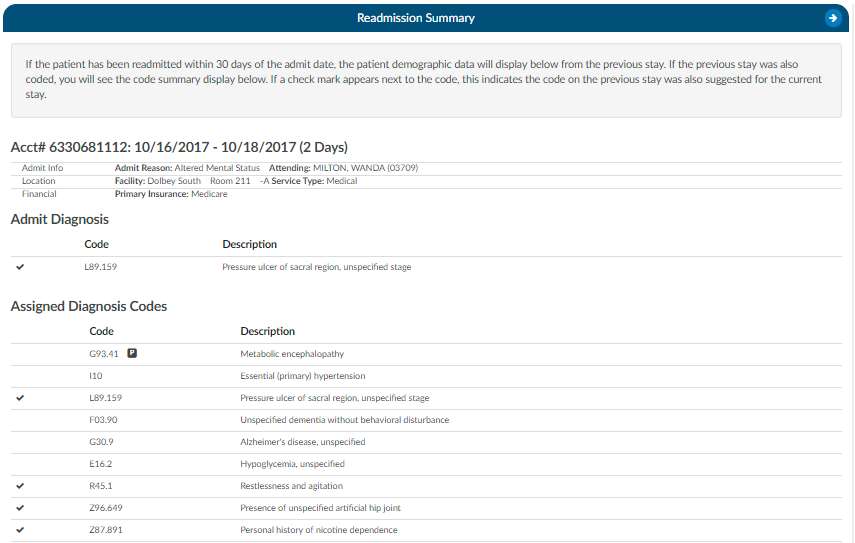 Readmission Summary
If the patient has been readmitted within 30 days of the admit date, the patient demographic data will display below from the previous stay. If the previous stay was also
coded, you will see the code summary display below. If a check mark appears next to the code, this indicates the code on the previous stay was also suggested for the current
stay.
Acct# 6330681112: 10/16/2017 - 10/18/2017 (2 Days)
Admit Info Admit Reason: Altered Mental Status Attending: MILTON, WANDA (03709)
Location Facility: Dolbey South Room 211 -A Service Type: Medical
Financial Primary Insurance: Medicare
Admit Diagnosis
Code Description
✔ L89.159 Pressure ulcer of sacral region, unspecified stage
Assigned Diagnosis Codes
Code Description
G93.41 P Metabolic encephalopathy
I10 Essential (primary) hypertension
✔ L89.159 Pressure ulcer of sacral region, unspecified stage
F03.90 Unspecified dementia without behavioral disturbance
G30.9 Alzheimer's disease, unspecified
E16.2 Hypoglycemia, unspecified
✔ R45.1 Restlessness and agitation
✔ Z96.649 Presence of unspecified artificial hip joint
✔ Z87.891 Personal history of nicotine dependence